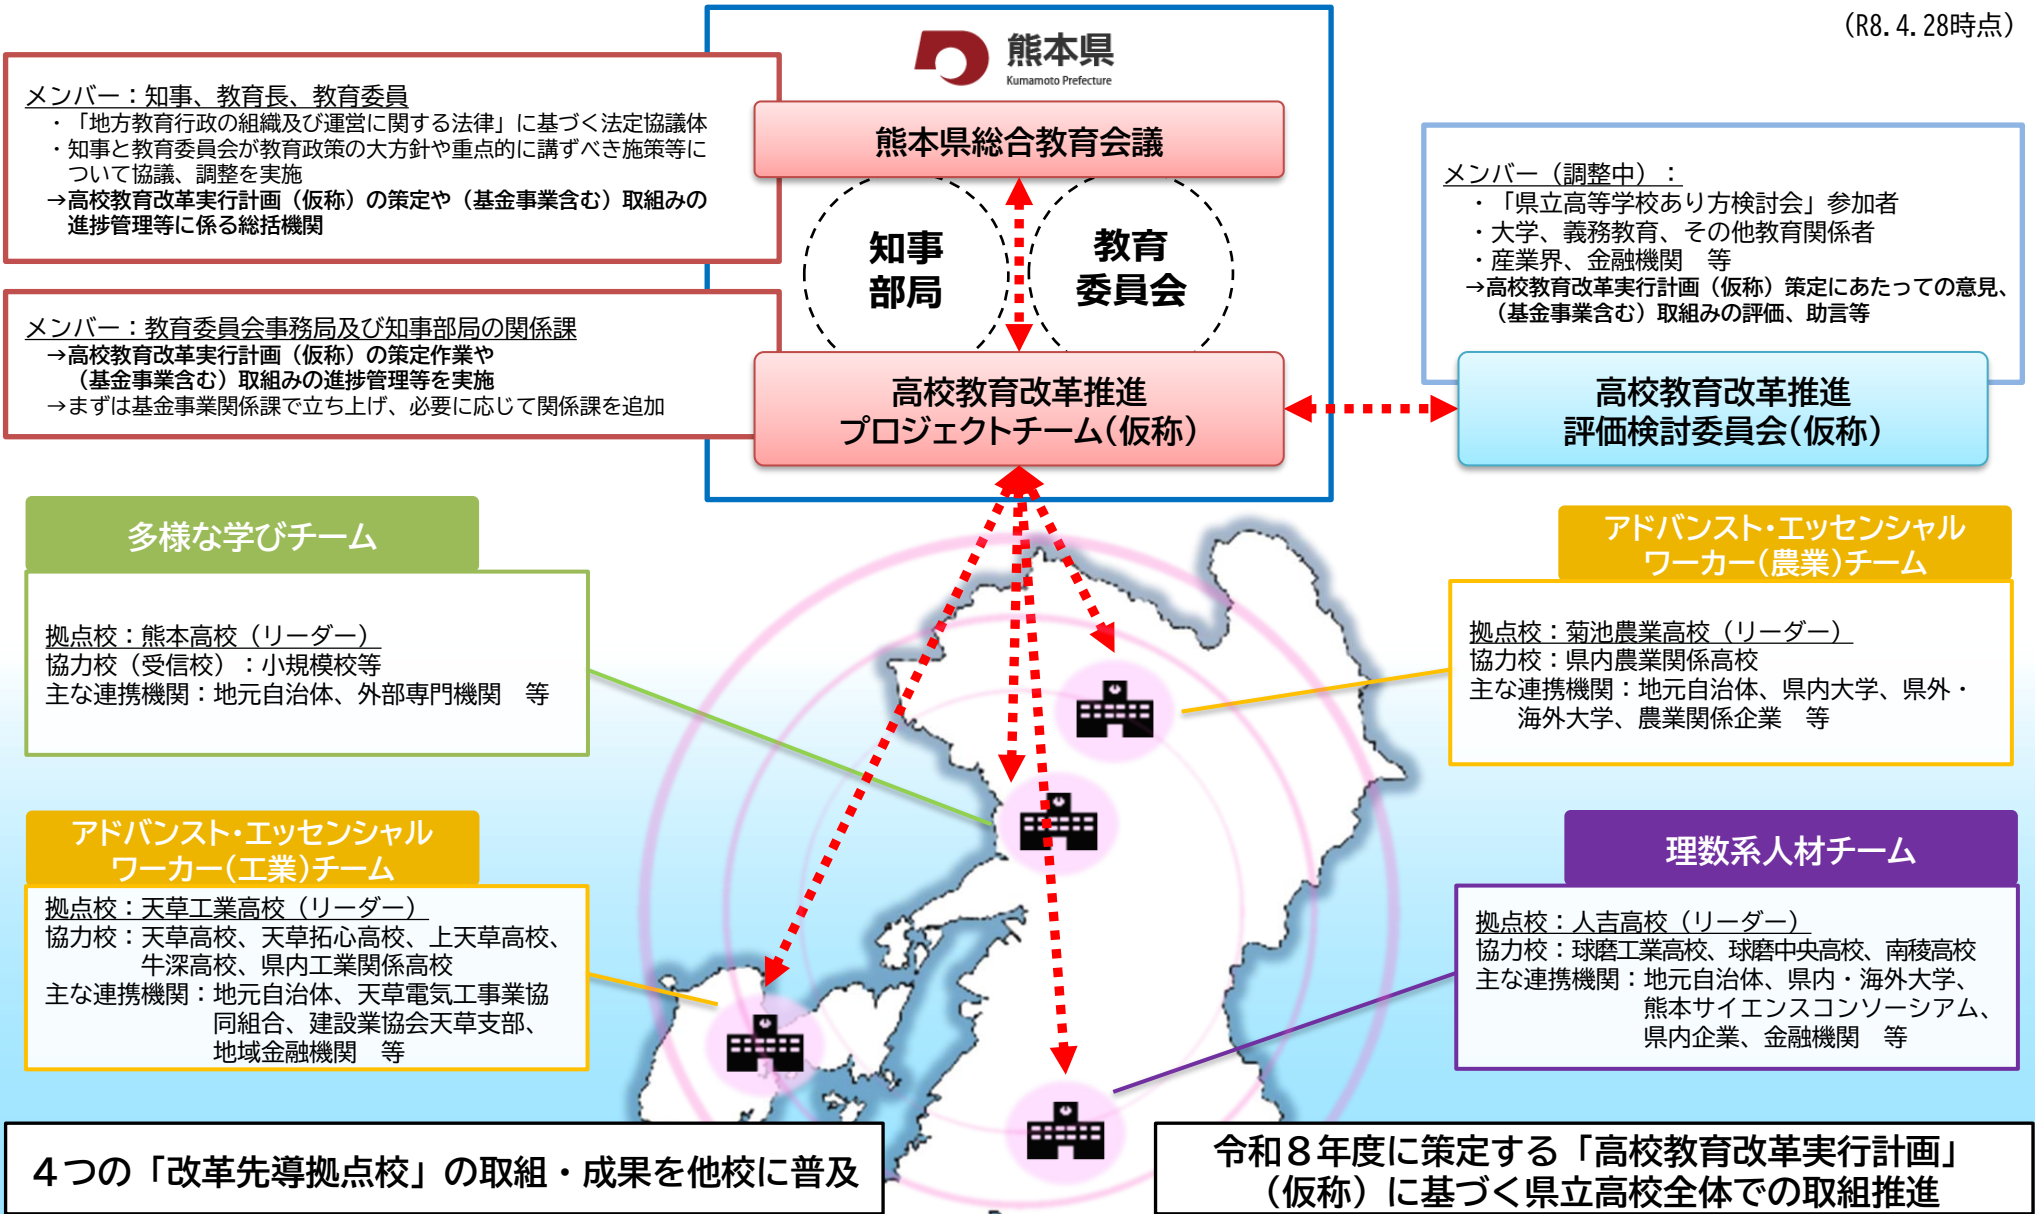 (R8.4.28時点)
熊本県
Kumamoto Prefecture
メンバー：知事、教育長、教育委員
・「地方教育行政の組織及び運営に関する法律」に基づく法定協議体
・知事と教育委員会が教育政策の大方針や重点的に講ずべき施策等に
ついて協議、調整を実施
→高校教育改革実行計画（仮称）の策定や（基金事業含む）取組みの
進捗管理等に係る総括機関
熊本県総合教育会議
知事
部局
教育
委員会
メンバー：教育委員会事務局及び知事部局の関係課
→高校教育改革実行計画（仮称）の策定作業や
（基金事業含む）取組みの進捗管理等を実施
→まずは基金事業関係課で立ち上げ、必要に応じて関係課を追加
高校教育改革推進
プロジェクトチーム(仮称)
メンバー（調整中）：
・「県立高等学校あり方検討会」参加者
・大学、義務教育、その他教育関係者
・産業界、金融機関　等
→高校教育改革実行計画（仮称）策定にあたっての意見、
（基金事業含む）取組みの評価、助言等
高校教育改革推進
評価検討委員会(仮称)
多様な学びチーム
拠点校：熊本高校（リーダー）
協力校（受信校）：小規模校等
主な連携機関：地元自治体、外部専門機関　等
アドバンスト・エッセンシャル
ワーカー(農業)チーム
拠点校：菊池農業高校（リーダー）
協力校：県内農業関係高校
主な連携機関：地元自治体、県内大学、県外・
海外大学、農業関係企業　等
アドバンスト・エッセンシャル
ワーカー(工業)チーム
拠点校：天草工業高校（リーダー）
協力校：天草高校、天草拓心高校、上天草高校、
牛深高校、県内工業関係高校
主な連携機関：地元自治体、天草電気工事業協
同組合、建設業協会天草支部、
地域金融機関　等
理数系人材チーム
拠点校：人吉高校（リーダー）
協力校：球磨工業高校、球磨中央高校、南稜高校
主な連携機関：地元自治体、県内・海外大学、
熊本サイエンスコンソーシアム、
県内企業、金融機関　等
４つの「改革先導拠点校」の取組・成果を他校に普及
令和８年度に策定する「高校教育改革実行計画」
（仮称）に基づく県立高校全体での取組推進